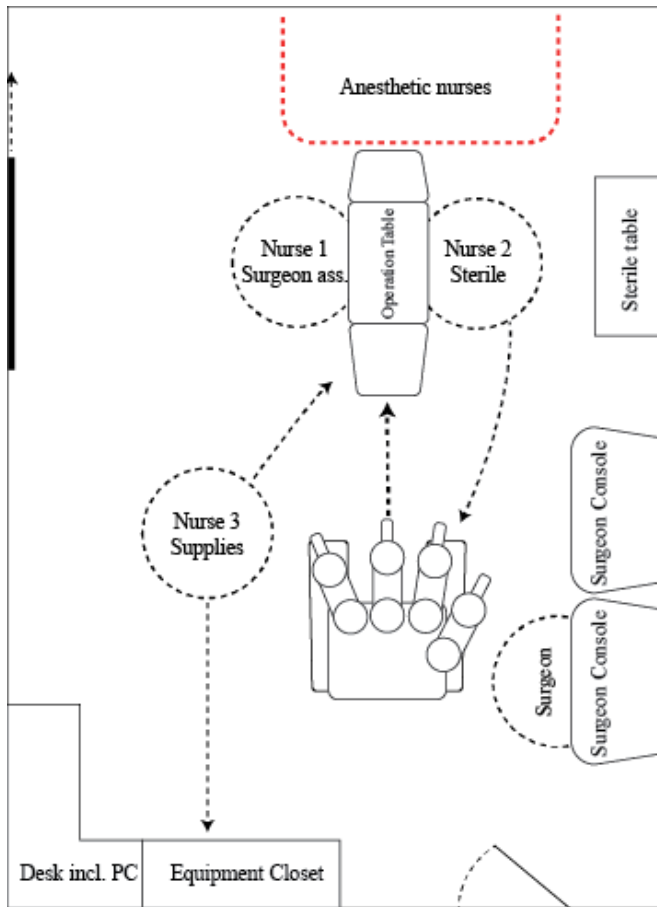 Anesthetic nurses
Nurse 1
Surgeon ass.
Operation Table
Nurse 2
Sterile
Sterile table
Nurse 3
Supplies
Surgeon Console
Surgeon
Surgeon Console
Desk incl. PC
Equipment Closet